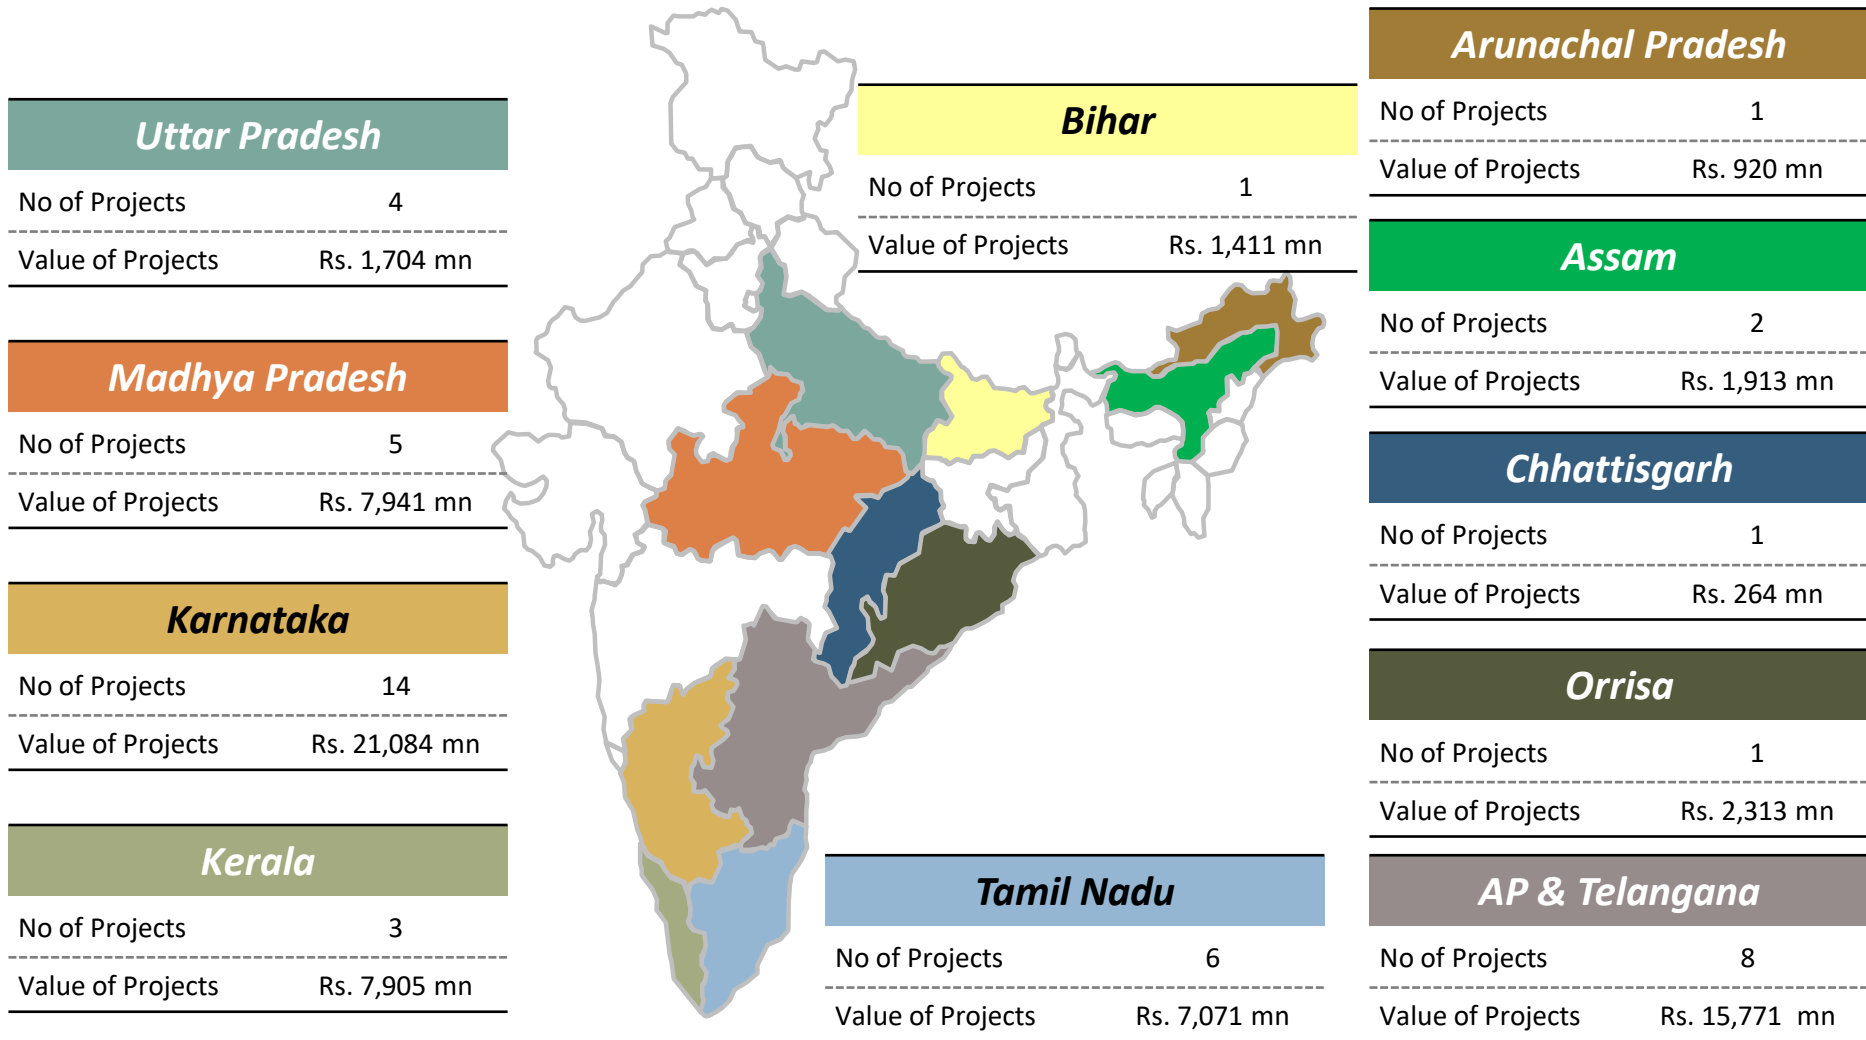 Uttar Pradesh
No of Projects 4
Value of Projects Rs. 1,704 mn
Madhya Pradesh
No of Projects 5
Value of Projects Rs. 7,941 mn
Karnataka
No of Projects 14
Value of Projects Rs. 21,084 mn
Kerala
No of Projects 3
Value of Projects Rs. 7,905 mn
Bihar
No of Projects 1
Value of Projects Rs. 1,411 mn
Tamil Nadu
No of Projects 6
Value of Projects Rs. 7,071 mn
Arunachal Pradesh
No of Projects 1
Value of Projects Rs. 920 mn
Assam
No of Projects 2
Value of Projects Rs. 1,913 mn
Chhattisgarh
No of Projects 1
Value of Projects Rs. 264 mn
Orrisa
No of Projects 1
Value of Projects Rs. 2,313 mn
AP & Telangana
No of Projects 8
Value of Projects Rs. 15,771 mn